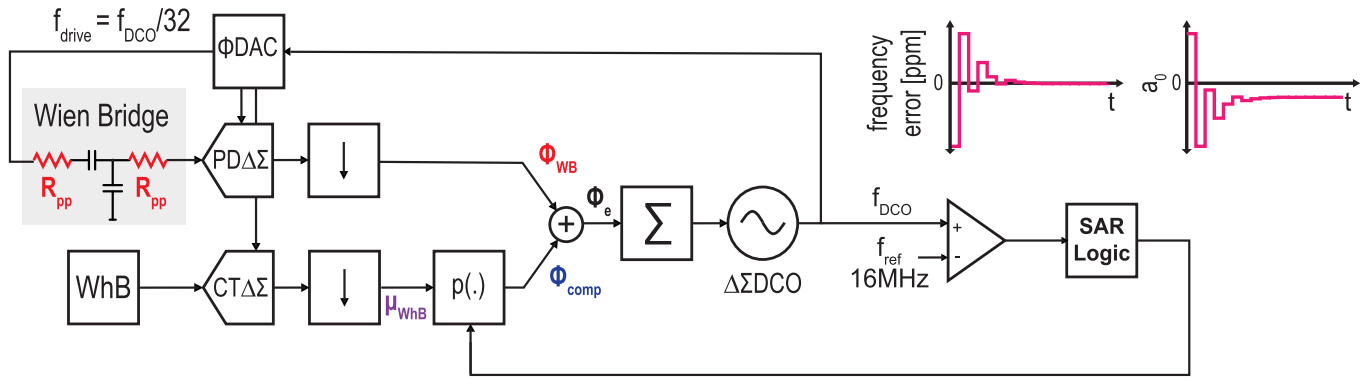 f_drive = f_DCO/32
ΦDAC
Wien Bridge
R_pp
R_pp
PDΔΣ
↓
Φ_WB
+
Φ_e
Σ
ΔΣDCO
WhB
CTΔΣ
↓
μ_WhB
p(.)
Φ_comp
f_DCO
f_ref
16MHz
+
-
SAR
Logic
frequency
error [ppm]
0
t
a_0
0
t